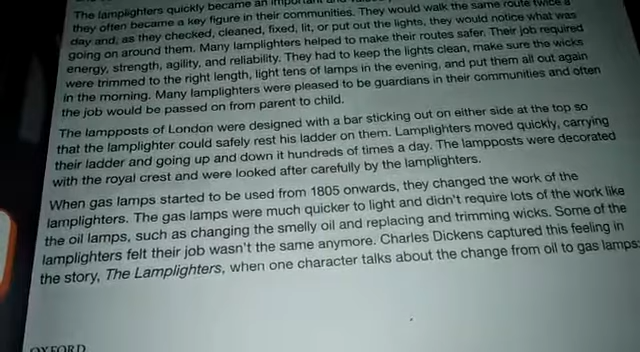 The lamplighters quickly became an important and
they often became a key figure in their communities. They would walk the same route twice a
day and, as they checked, cleaned, fixed, lit, or put out the lights, they would notice what was
going on around them. Many lamplighters helped to make their routes safer. Their job required
energy, strength, agility, and reliability. They had to keep the lights clean, make sure the wicks
were trimmed to the right length, light tens of lamps in the evening, and put them all out again
in the morning. Many lamplighters were pleased to be guardians in their communities and often
the job would be passed on from parent to child.
The lampposts of London were designed with a bar sticking out on either side at the top so
that the lamplighter could safely rest his ladder on them. Lamplighters moved quickly, carrying
their ladder and going up and down it hundreds of times a day. The lampposts were decorated
with the royal crest and were looked after carefully by the lamplighters.
When gas lamps started to be used from 1805 onwards, they changed the work of the
lamplighters. The gas lamps were much quicker to light and didn't require lots of the work like
the oil lamps, such as changing the smelly oil and replacing and trimming wicks. Some of the
lamplighters felt their job wasn't the same anymore. Charles Dickens captured this feeling in
the story, The Lamplighters, when one character talks about the change from oil to gas lamps:
OXFORD